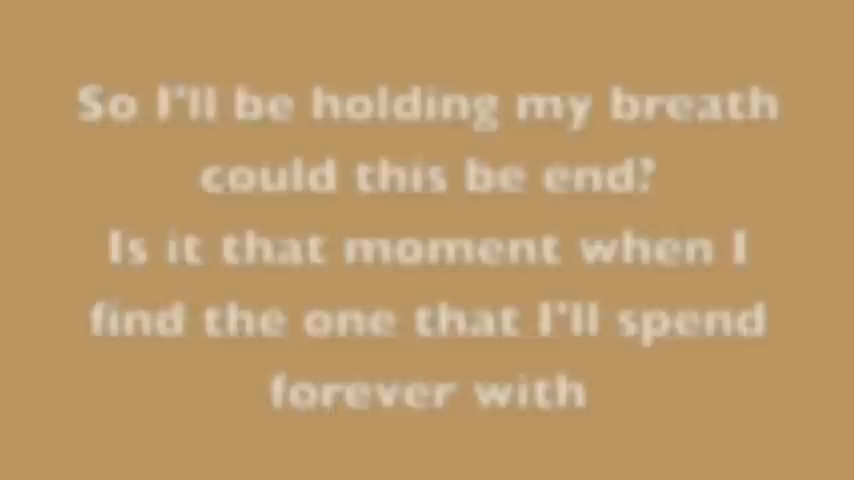 So I'll be holding my breath
could this be end?
Is it that moment when I
find the one that I'll spend
forever with